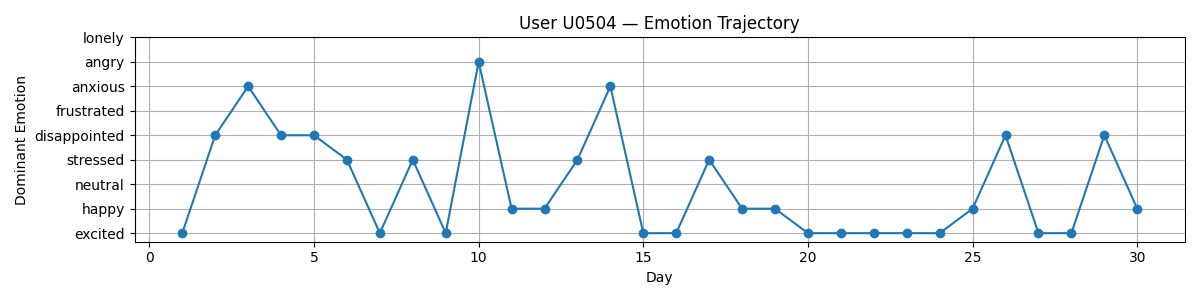 User U0504 — Emotion Trajectory
lonely
angry
anxious
frustrated
disappointed
stressed
neutral
happy
excited
Dominant Emotion
0 5 10 15 20 25 30
Day